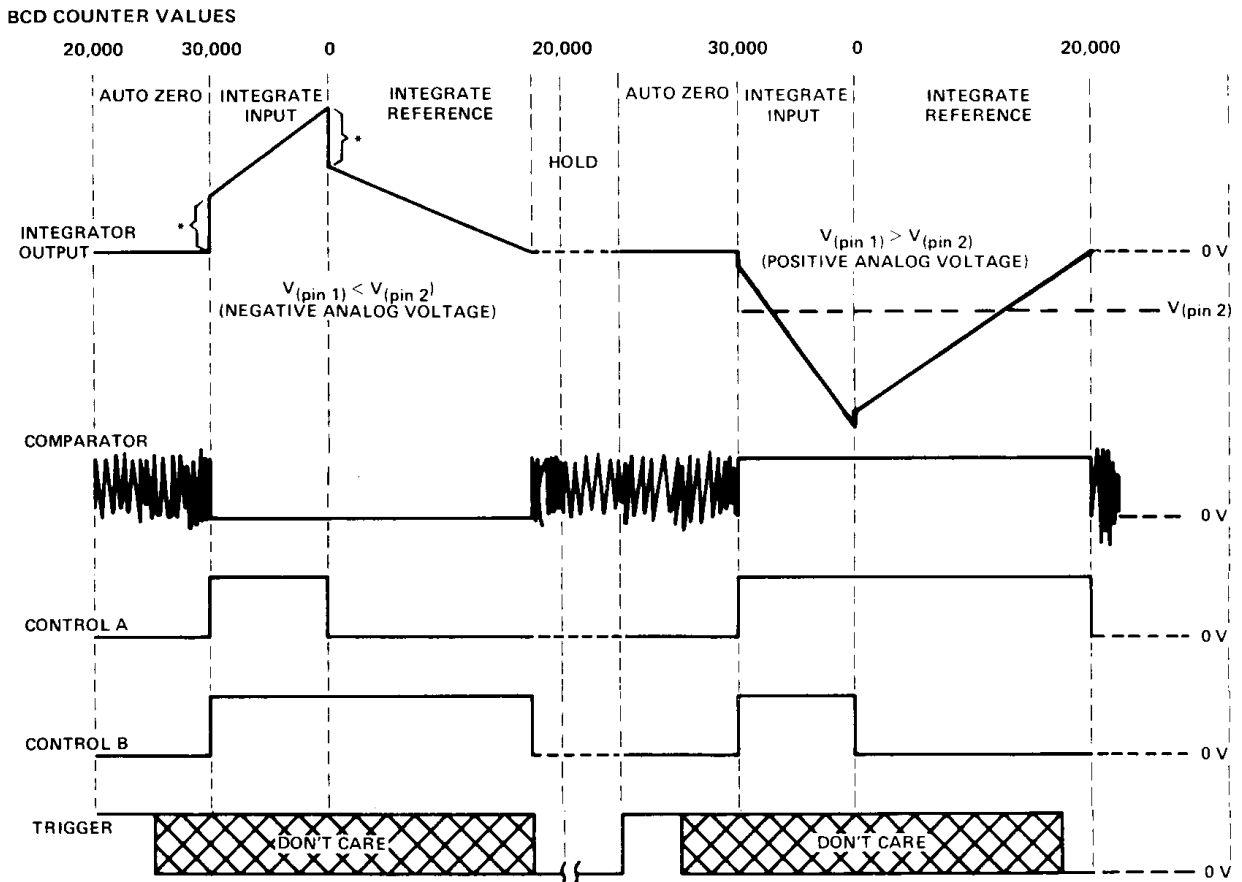 BCD COUNTER VALUES
20,000 30,000 0 20,000 30,000 0 20,000
AUTO ZERO INTEGRATE INPUT INTEGRATE REFERENCE AUTO ZERO INTEGRATE INPUT INTEGRATE REFERENCE
*
HOLD
*
INTEGRATOR OUTPUT
V(pin 1) < V(pin 2)
(NEGATIVE ANALOG VOLTAGE)
V(pin 1) > V(pin 2)
(POSITIVE ANALOG VOLTAGE)
0 V
V(pin 2)
COMPARATOR
0 V
CONTROL A
0 V
CONTROL B
0 V
TRIGGER
DON'T CARE DON'T CARE
0 V